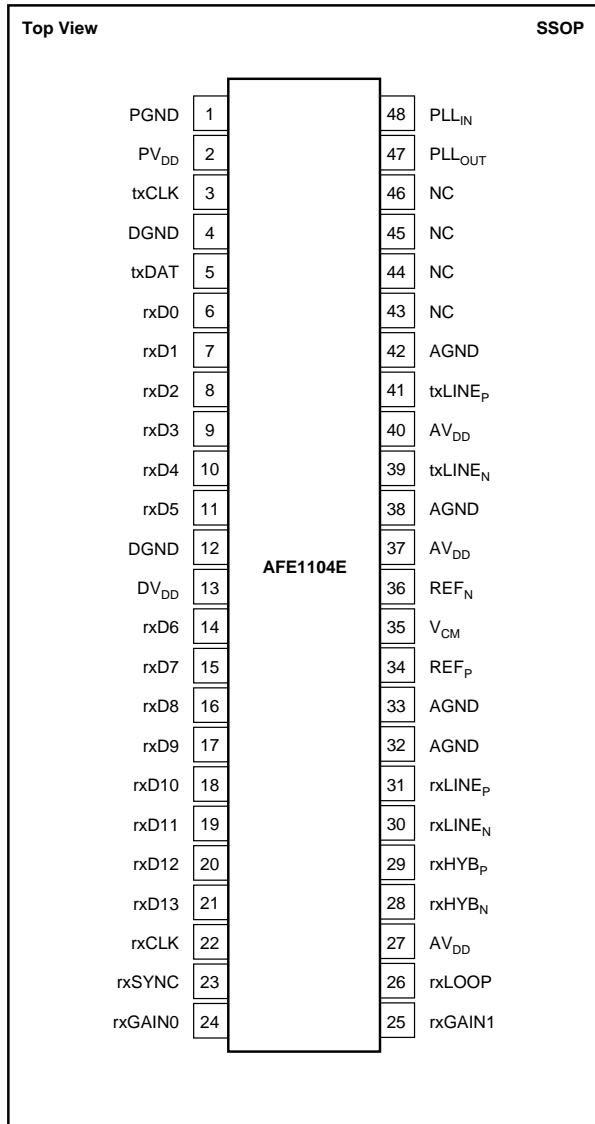 Top View SSOP
PGND 1 48 PLLIN
PVDD 2 47 PLLOUT
txCLK 3 46 NC
DGND 4 45 NC
txDAT 5 44 NC
rxD0 6 43 NC
rxD1 7 42 AGND
rxD2 8 41 txLINEP
rxD3 9 40 AVDD
rxD4 10 39 txLINEN
rxD5 11 38 AGND
DGND 12 37 AVDD
AFE1104E
DVDD 13 36 REFN
rxD6 14 35 VCM
rxD7 15 34 REFP
rxD8 16 33 AGND
rxD9 17 32 AGND
rxD10 18 31 rxLINEP
rxD11 19 30 rxLINEN
rxD12 20 29 rxHYBP
rxD13 21 28 rxHYBN
rxCLK 22 27 AVDD
rxSYNC 23 26 rxLOOP
rxGAIN0 24 25 rxGAIN1